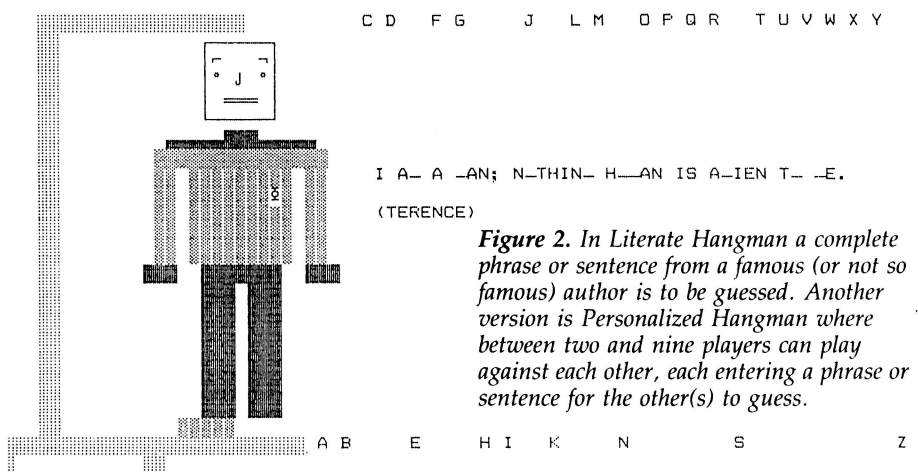 C D F G J L M O P Q R T U V W X Y
I A_ A _AN; N_THIN_ H__AN IS A_IEN T_ _E.
(TERENCE)
Figure 2. In Literate Hangman a complete
phrase or sentence from a famous (or not so
famous) author is to be guessed. Another
version is Personalized Hangman where
between two and nine players can play
against each other, each entering a phrase or
sentence for the other(s) to guess.
A B E H I K N S Z